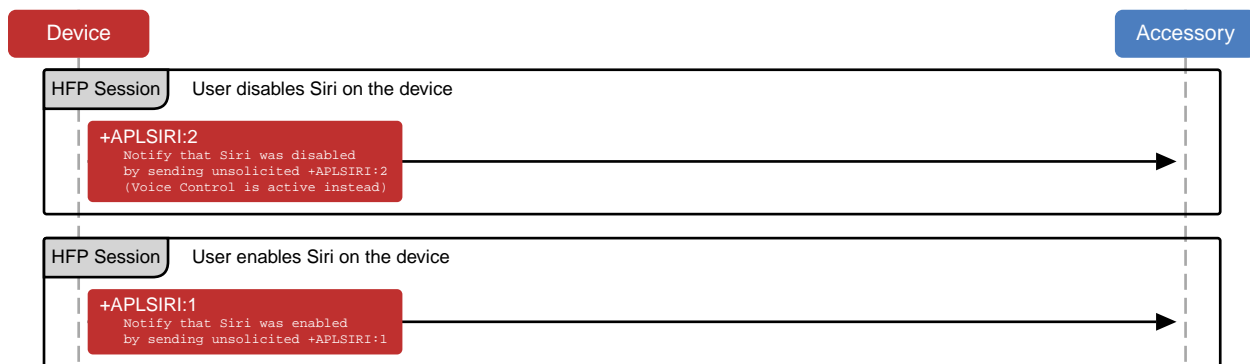 Device
Accessory
HFP Session
User disables Siri on the device
+APLSIRI:2
Notify that Siri was disabled
by sending unsolicited +APLSIRI:2
(Voice Control is active instead)
HFP Session
User enables Siri on the device
+APLSIRI:1
Notify that Siri was enabled
by sending unsolicited +APLSIRI:1